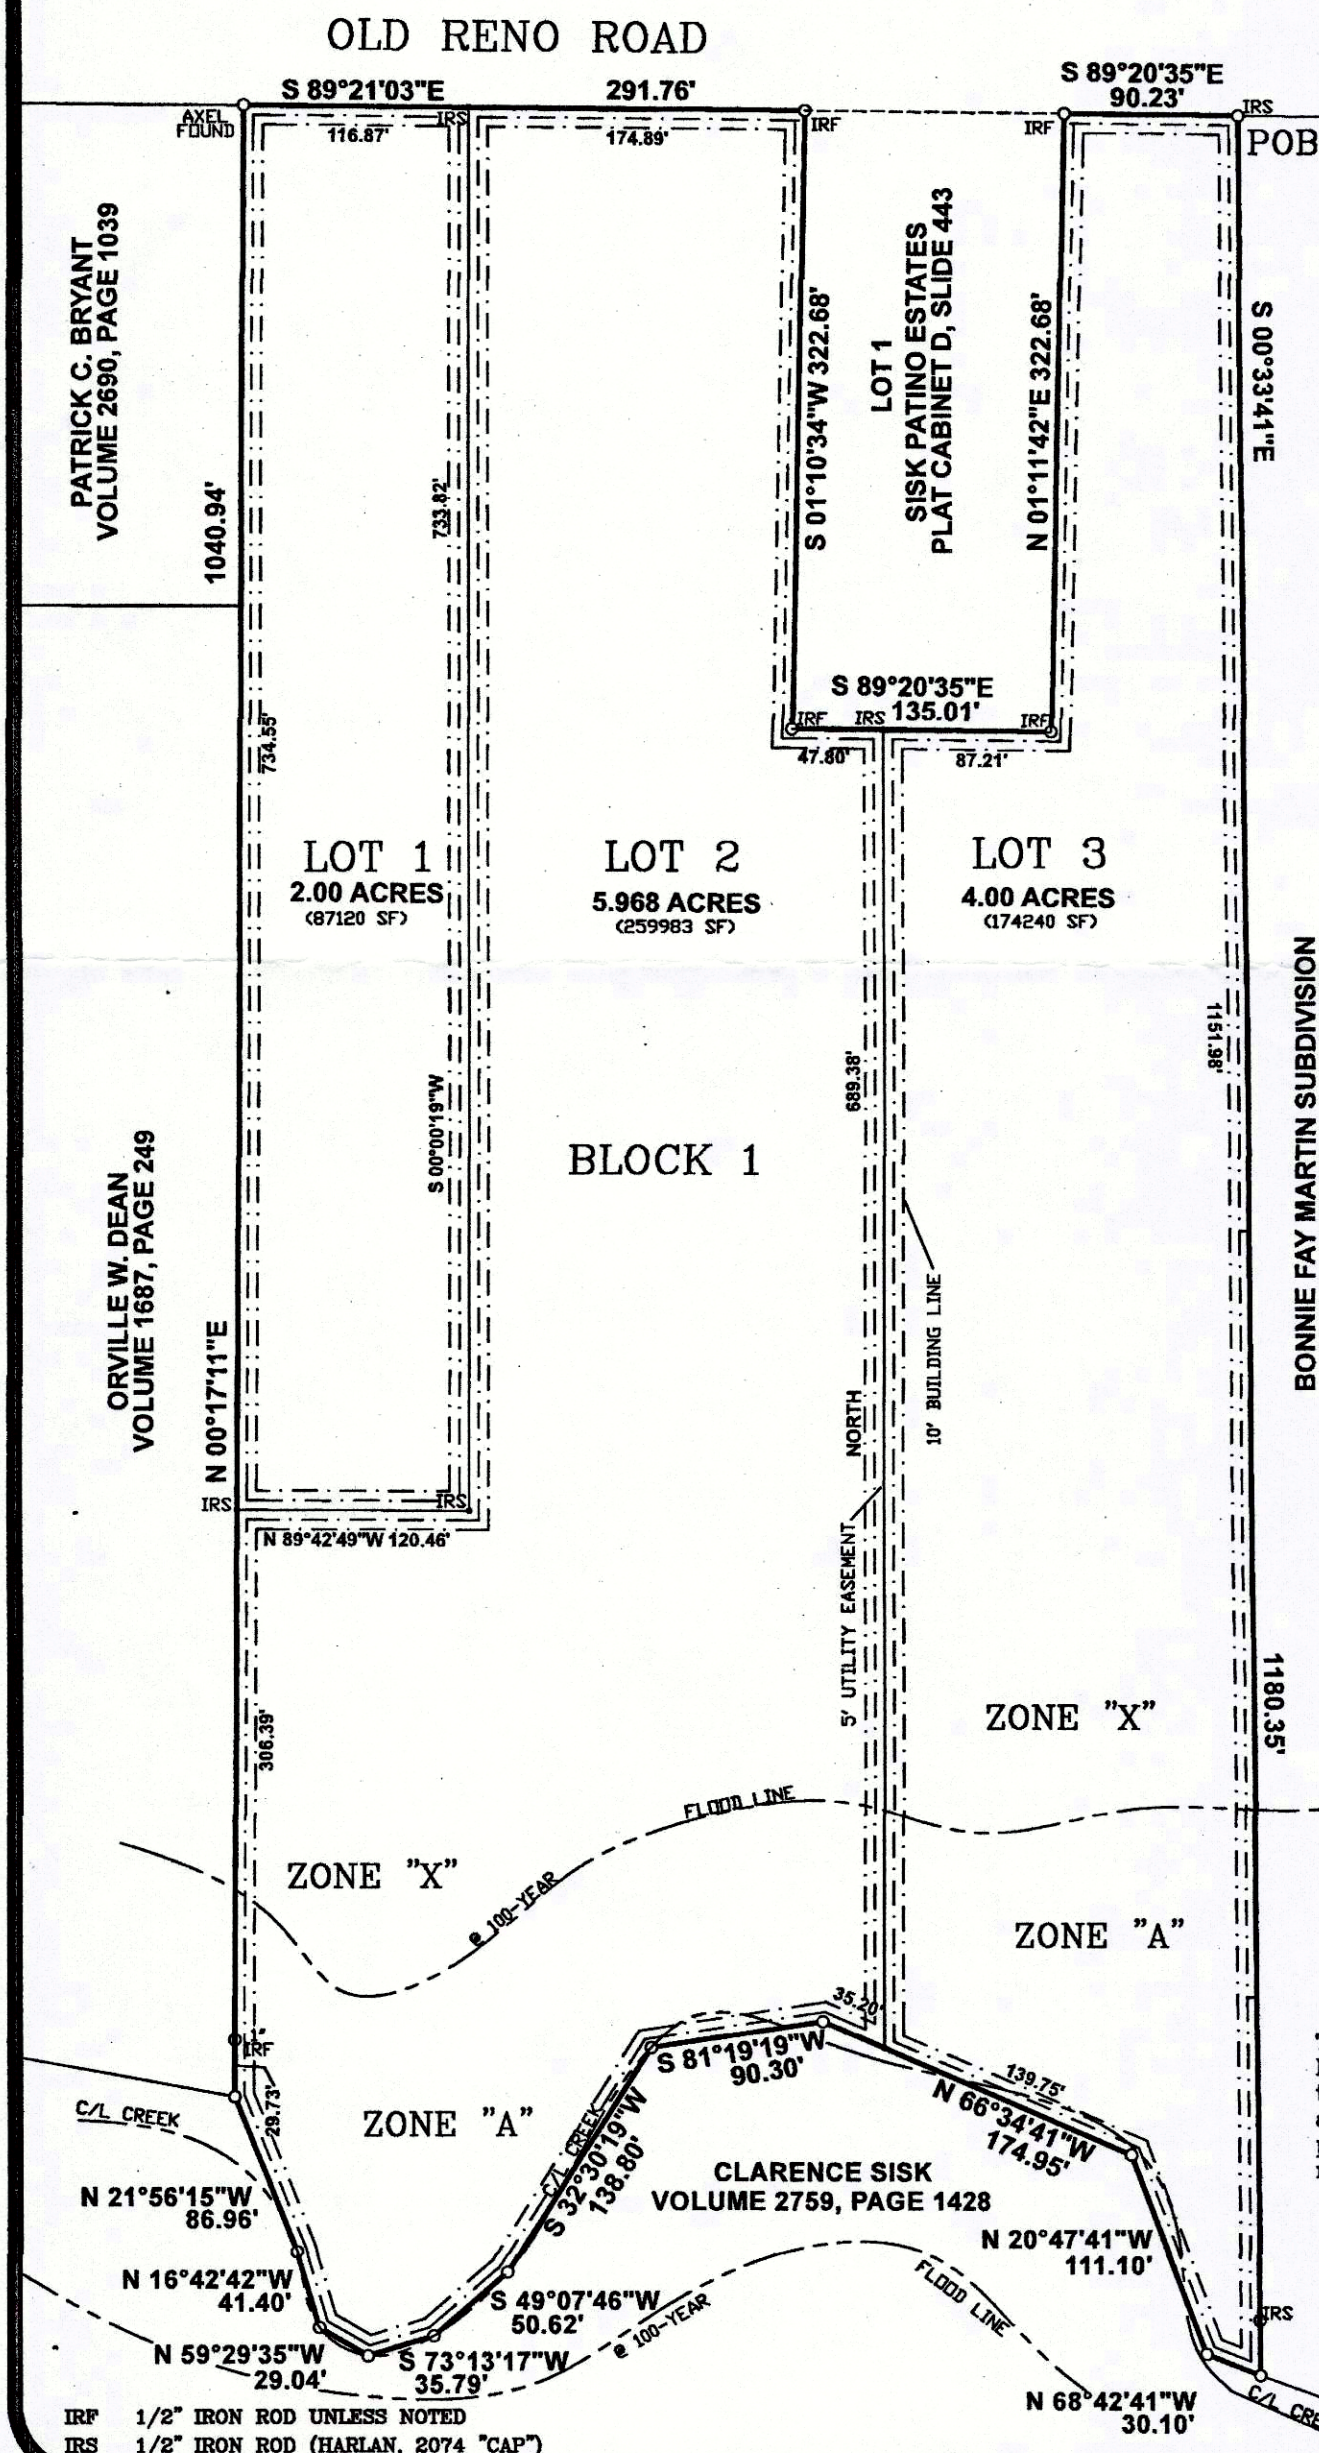 OLD RENO ROAD
S 89°21'03"E
291.76'
S 89°20'35"E
90.23'
AXEL
FOUND
IRS
116.87'
174.89'
IRF
IRF
IRS
POB
PATRICK C. BRYANT
VOLUME 2690, PAGE 1039
1040.94'
733.82'
S 01°10'34"W 322.68'
LOT 1
SISK PATINO ESTATES
PLAT CABINET D, SLIDE 443
N 01°11'42"E 322.68'
S 00°33'41"E
734.55'
S 89°20'35"E
135.01'
IRF
IRS
IRF
47.80'
87.21'
LOT 1
2.00 ACRES
(87120 SF)
LOT 2
5.968 ACRES
(259983 SF)
LOT 3
4.00 ACRES
(174240 SF)
1151.98'
689.38'
BONNIE FAY MARTIN SUBDIVISION
S 00°00'19"W
BLOCK 1
ORVILLE W. DEAN
VOLUME 1687, PAGE 249
N 00°17'11"E
10' BUILDING LINE
NORTH
IRS
IRS
N 89°42'49"W 120.46'
5' UTILITY EASEMENT
306.39'
ZONE "X"
1180.35'
FLOOD LINE
ZONE "X"
@ 100-YEAR
ZONE "A"
35.20'
1"
IRF
S 81°19'19"W
90.30'
139.75'
N 66°34'41"W
174.95'
29.73'
C/L CREEK
ZONE "A"
C/L CREEK
S 32°30'19"W
138.80'
CLARENCE SISK
VOLUME 2759, PAGE 1428
N 21°56'15"W
86.96'
N 20°47'41"W
111.10'
N 16°42'42"W
41.40'
S 49°07'46"W
50.62'
FLOOD LINE
@ 100-YEAR
IRS
N 59°29'35"W
29.04'
S 73°13'17"W
35.79'
N 68°42'41"W
30.10'
C/L CRE
IRF 1/2" IRON ROD UNLESS NOTED
IRS 1/2" IRON ROD (HARLAN, 2074 "CAP")